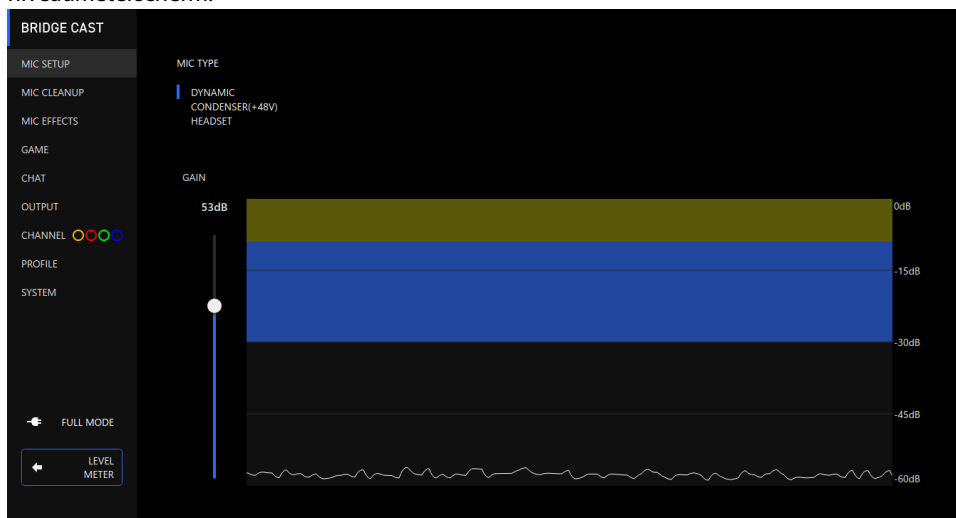 BRIDGE CAST
MIC SETUP
MIC CLEANUP
MIC EFFECTS
GAME
CHAT
OUTPUT
CHANNEL
PROFILE
SYSTEM
FULL MODE
LEVEL
METER
MIC TYPE
DYNAMIC
CONDENSER(+48V)
HEADSET
GAIN
53dB
0dB
-15dB
-30dB
-45dB
-60dB